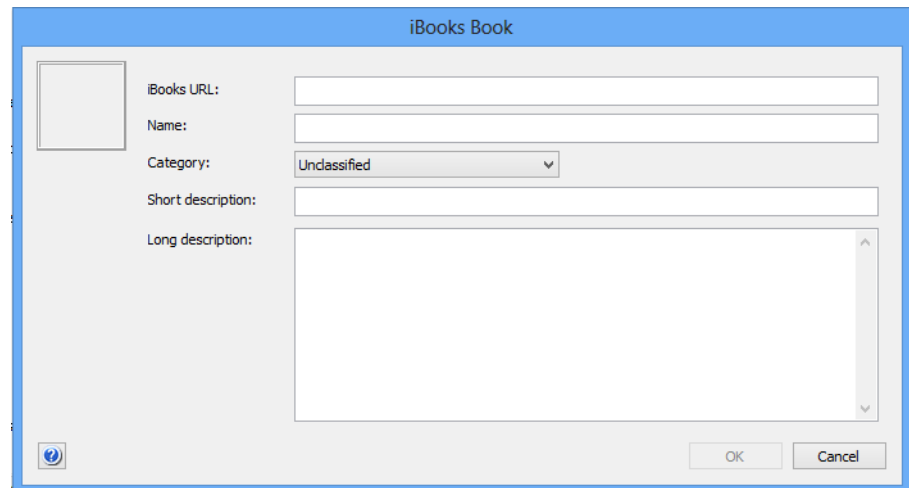 iBooks Book
iBooks URL:
Name:
Category:
Unclassified
Short description:
Long description:
?
OK
Cancel